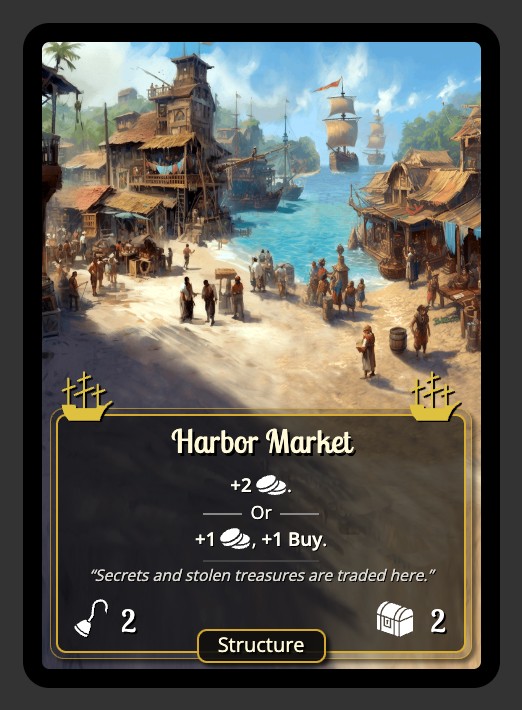 Harbor Market
+2 .
Or
+1 , +1 Buy.
“Secrets and stolen treasures are traded here.”
2 2
Structure